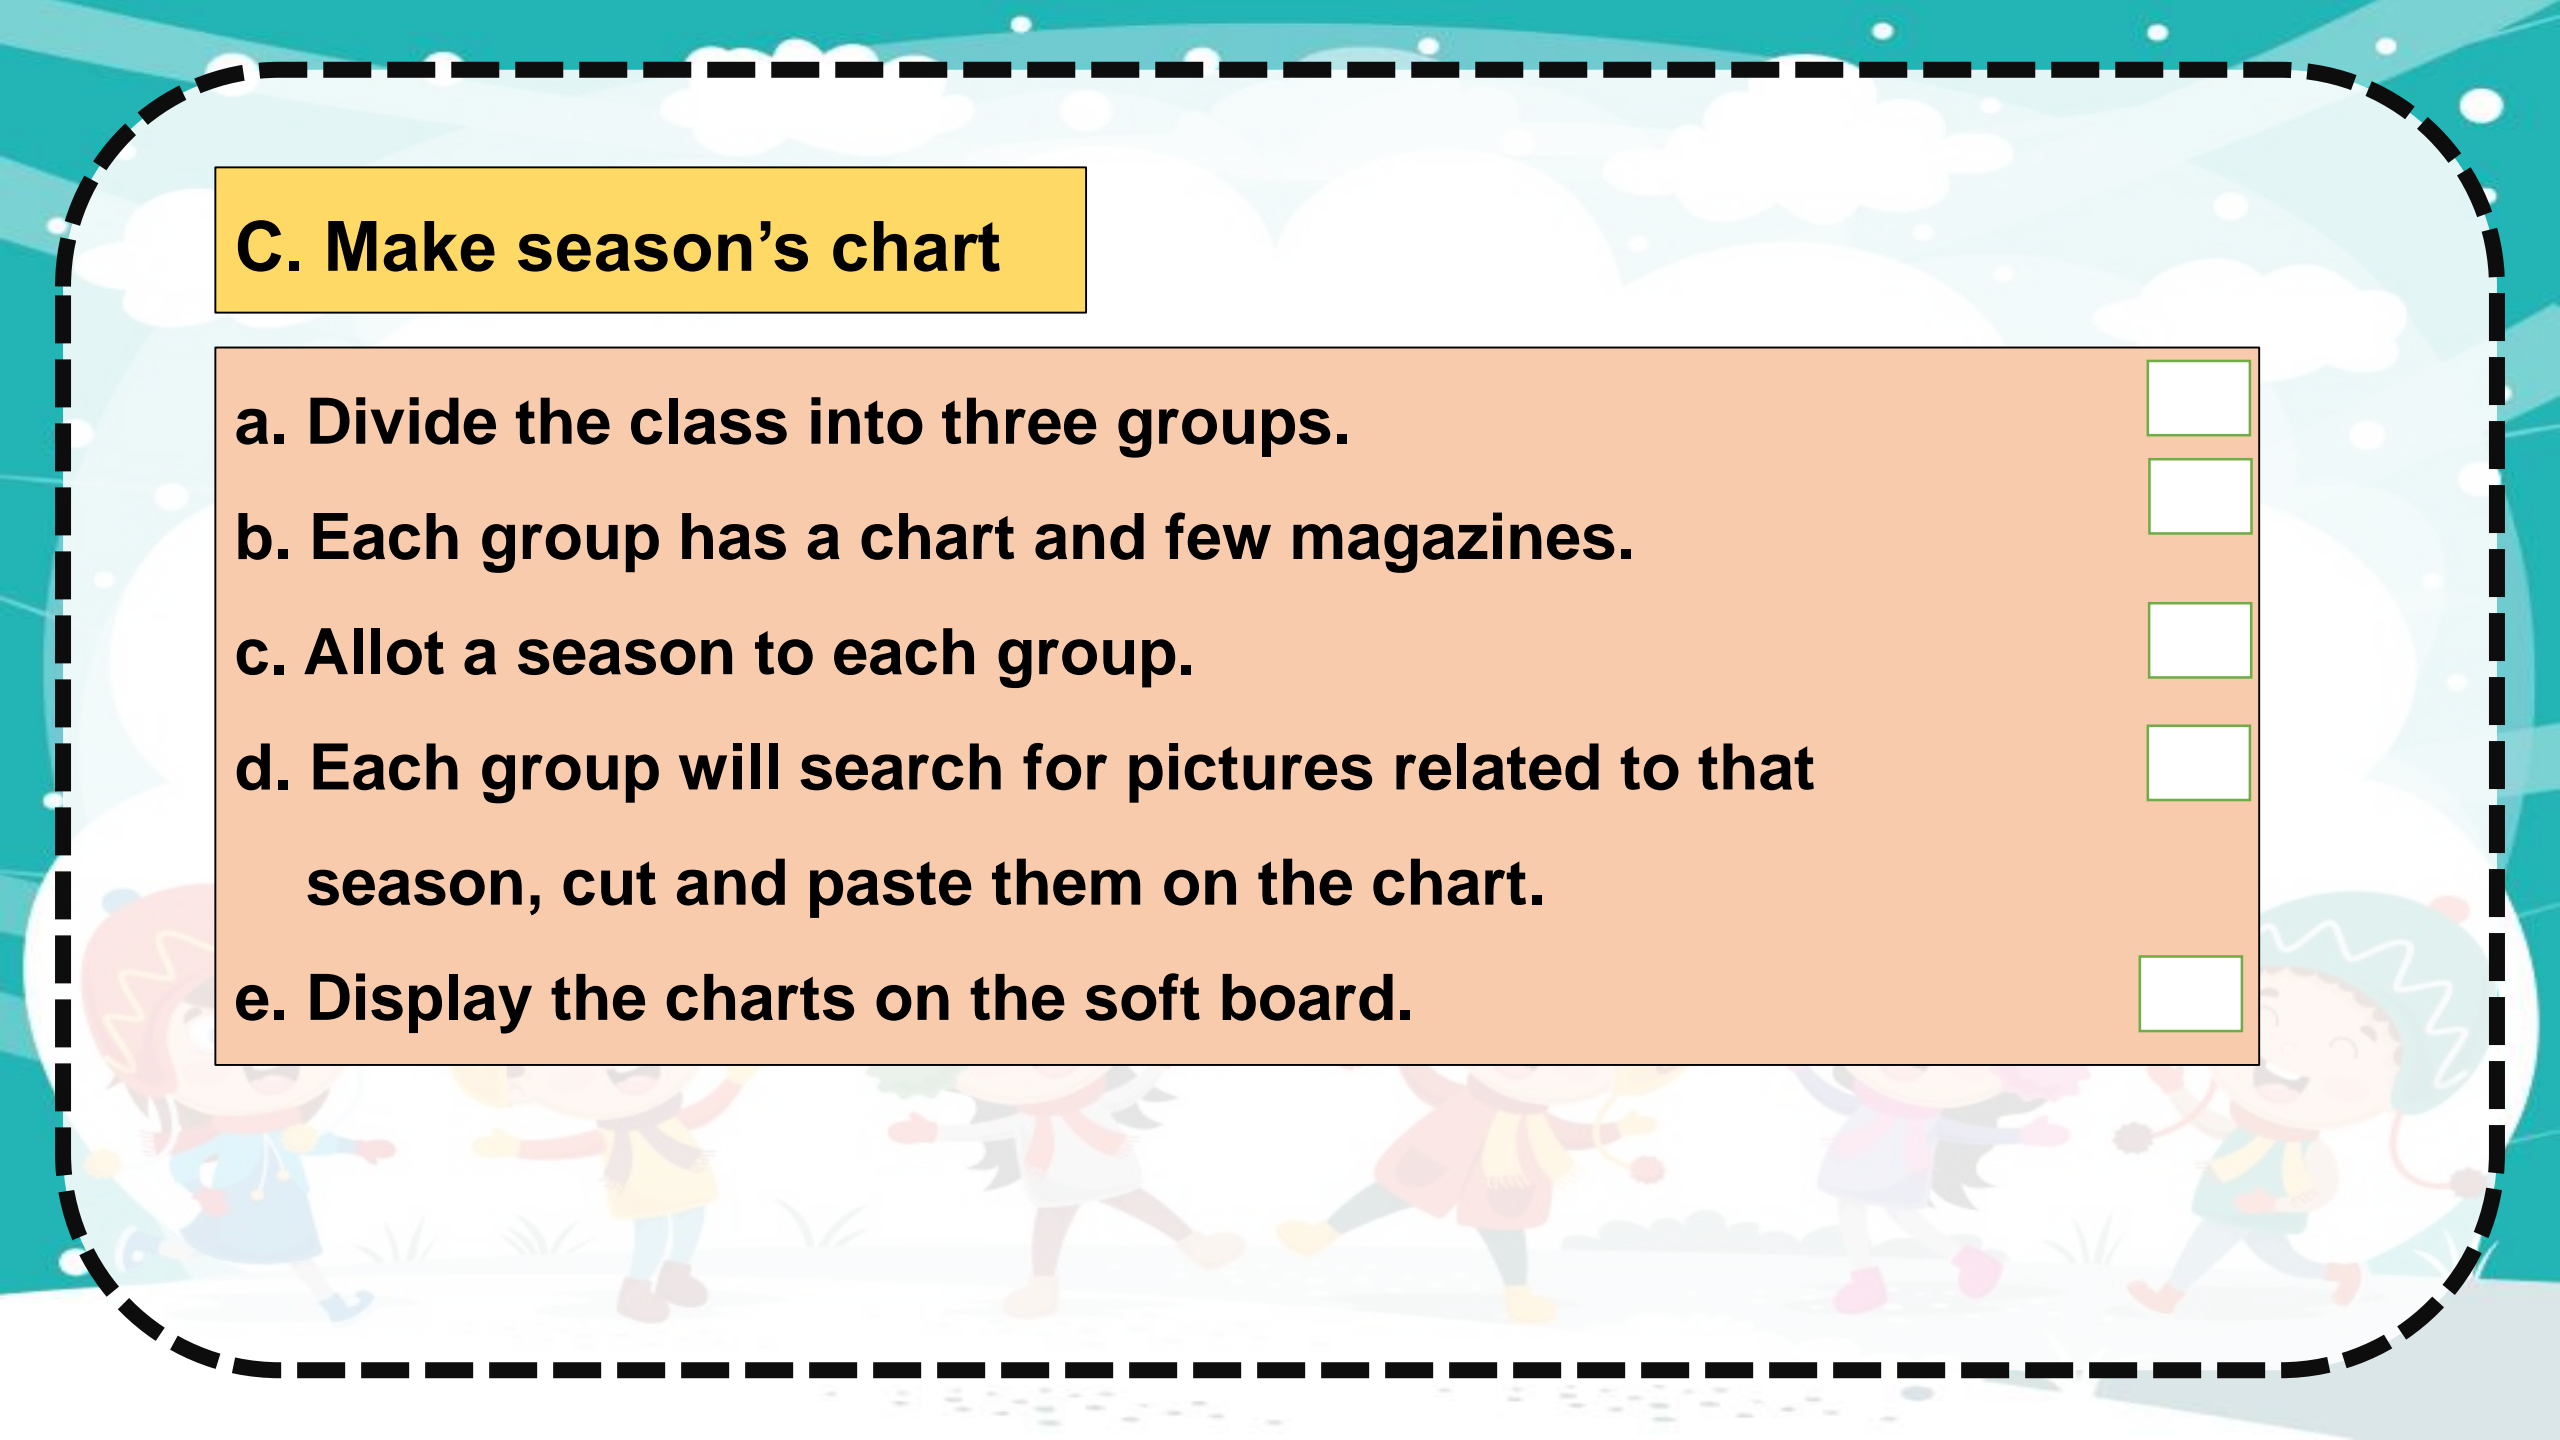 C. Make season’s chart
a. Divide the class into three groups.
b. Each group has a chart and few magazines.
c. Allot a season to each group.
d. Each group will search for pictures related to that
season, cut and paste them on the chart.
e. Display the charts on the soft board.